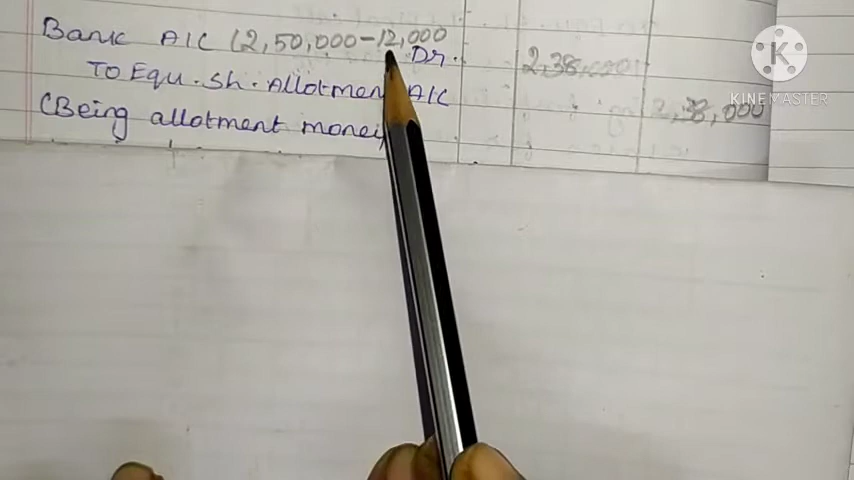 Bank A/C (2,50,000-12,000
Dr. 2,38,000
To Equ. Sh. Allotment A/C
2,38,000
(Being allotment money
KINEMASTER